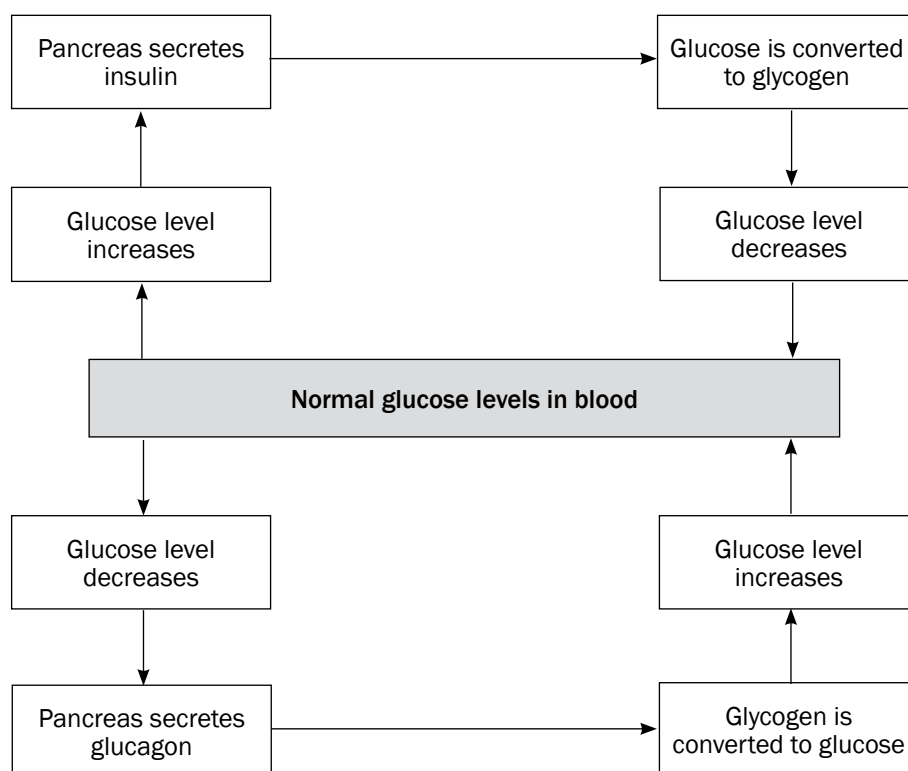 Pancreas secretes
insulin
Glucose is converted
to glycogen
Glucose level
increases
Glucose level
decreases
Normal glucose levels in blood
Glucose level
decreases
Glucose level
increases
Pancreas secretes
glucagon
Glycogen is
converted to glucose